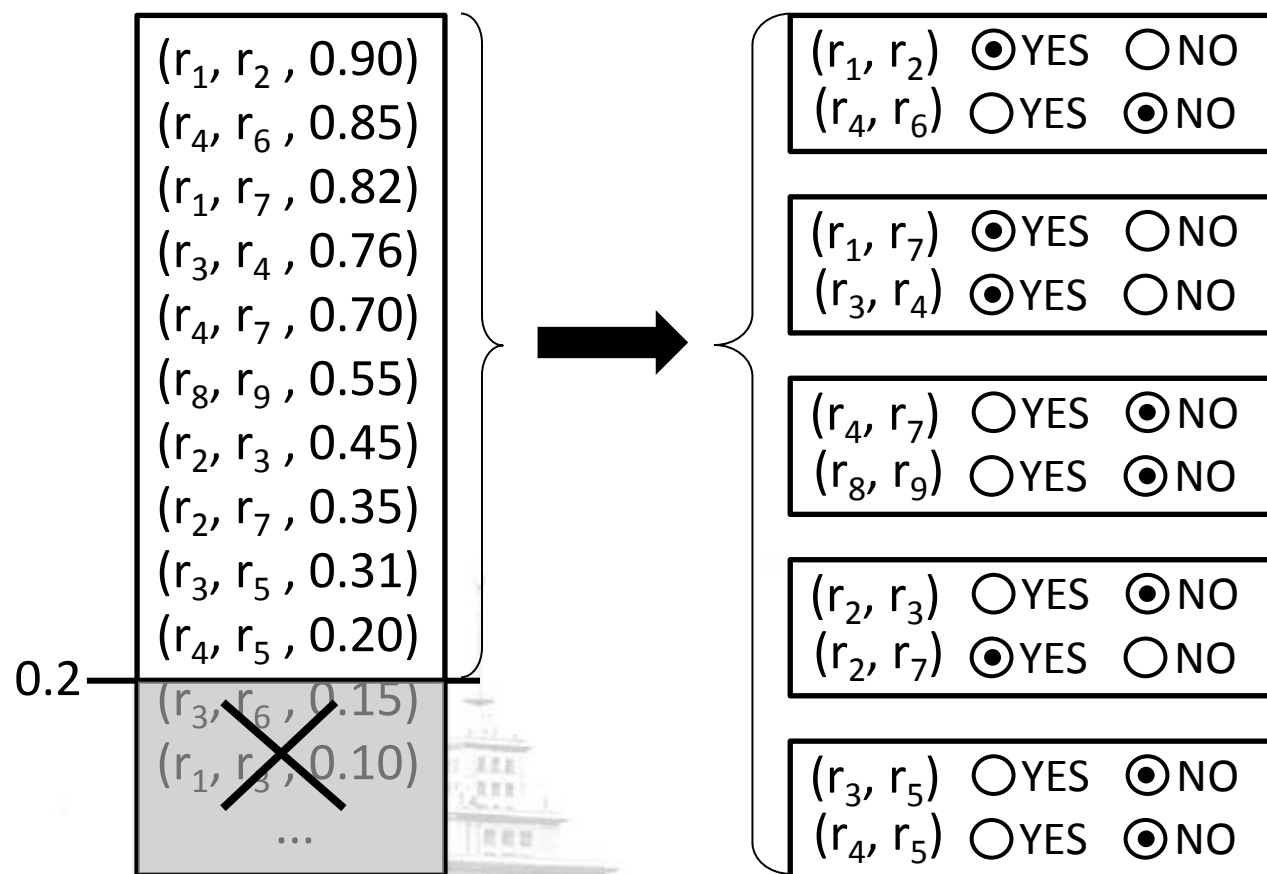 (r₁, r₂ , 0.90)
(r₄, r₆ , 0.85)
(r₁, r₇ , 0.82)
(r₃, r₄ , 0.76)
(r₄, r₇ , 0.70)
(r₈, r₉ , 0.55)
(r₂, r₃ , 0.45)
(r₂, r₇ , 0.35)
(r₃, r₅ , 0.31)
(r₄, r₅ , 0.20)
0.2
(r₃, r₆ , 0.15)
(r₁, r₃ , 0.10)
...
(r₁, r₂) YES NO
(r₄, r₆) YES NO
(r₁, r₇) YES NO
(r₃, r₄) YES NO
(r₄, r₇) YES NO
(r₈, r₉) YES NO
(r₂, r₃) YES NO
(r₂, r₇) YES NO
(r₃, r₅) YES NO
(r₄, r₅) YES NO